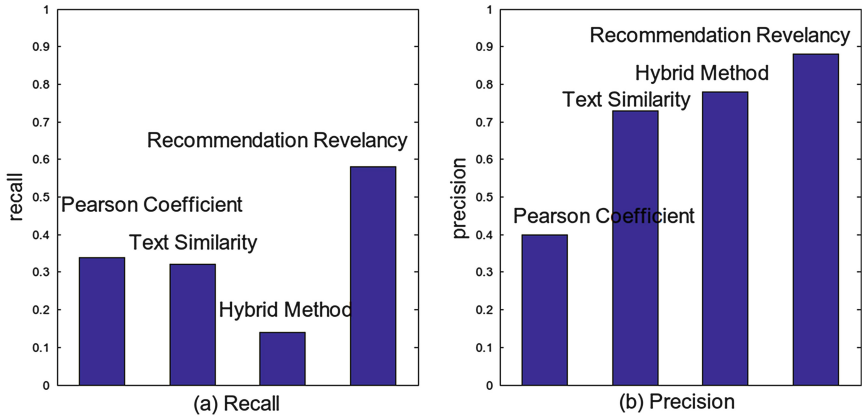 1
0.9
0.8
0.7
0.6
0.5
0.4
0.3
0.2
0.1
0
recall
Recommendation Revelancy
Pearson Coefficient
Text Similarity
Hybrid Method
(a) Recall
1
0.9
0.8
0.7
0.6
0.5
0.4
0.3
0.2
0.1
0
precision
Recommendation Revelancy
Hybrid Method
Text Similarity
Pearson Coefficient
(b) Precision